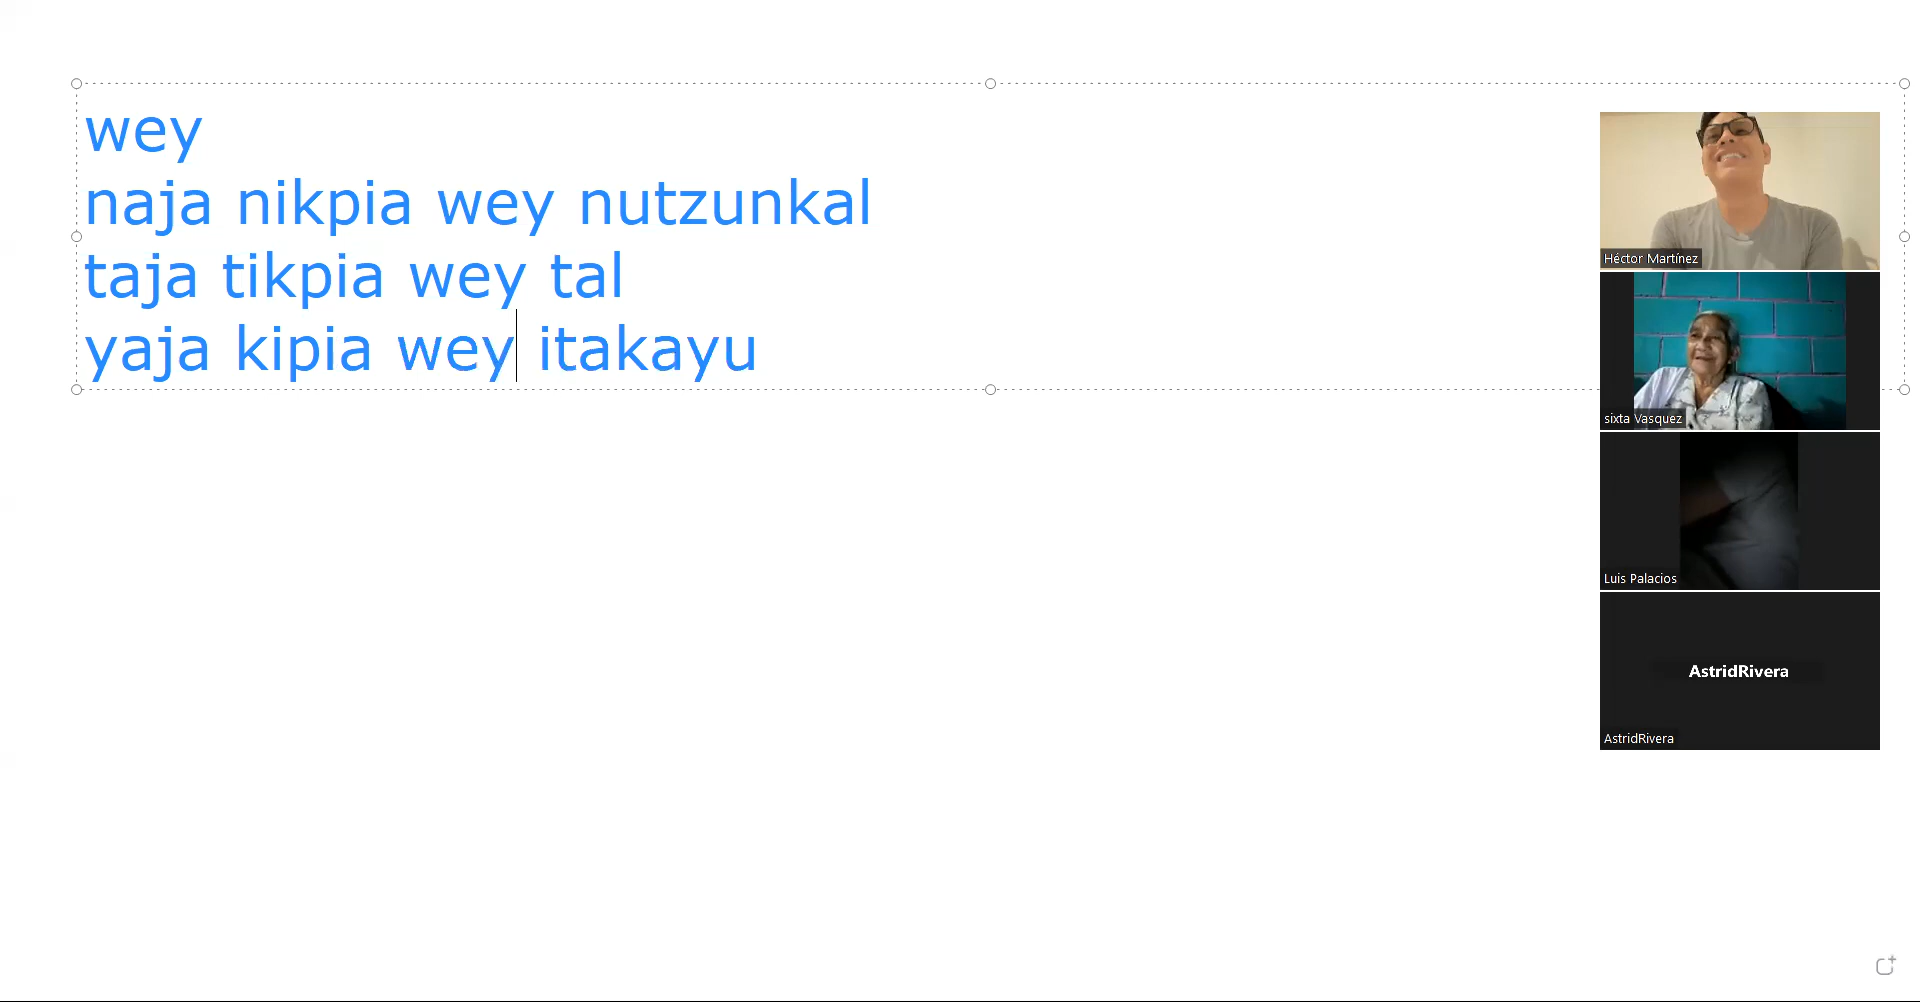 wey
naja nikpia wey nutzunkal
taja tikpia wey tal
yaja kipia wey itakayu
Héctor Martínez
sixta Vasquez
Luis Palacios
AstridRivera
AstridRivera